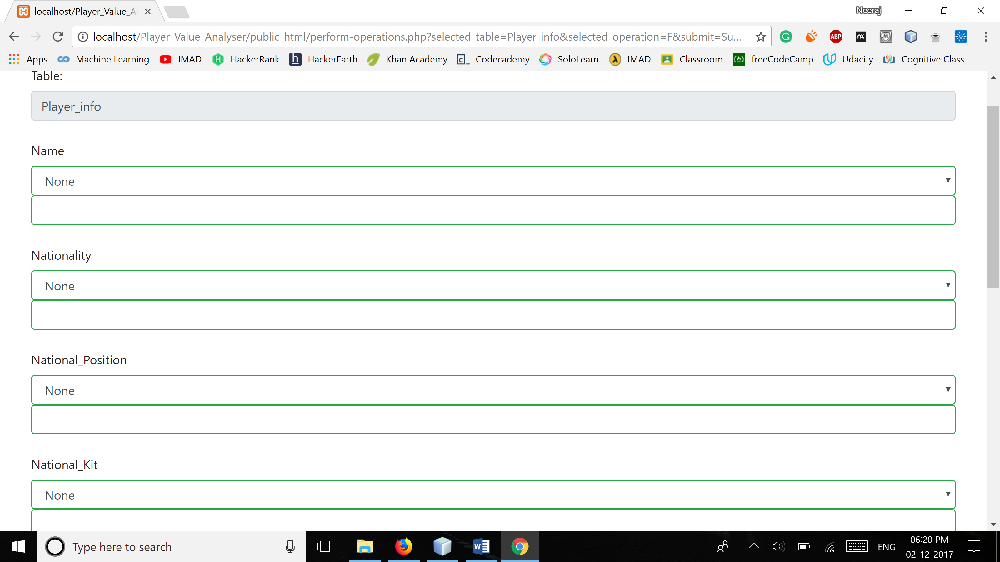 localhost/Player_Value_A
Neeraj
localhost/Player_Value_Analyser/public_html/perform-operations.php?selected_table=Player_info&selected_operation=F&submit=Su...
ABP
Apps Machine Learning IMAD HackerRank HackerEarth Khan Academy Codecademy SoloLearn IMAD Classroom freeCodeCamp Udacity Cognitive Class
Table:
Player_info
Name
None
Nationality
None
National_Position
None
National_Kit
None
Type here to search
ENG
06:20 PM
02-12-2017